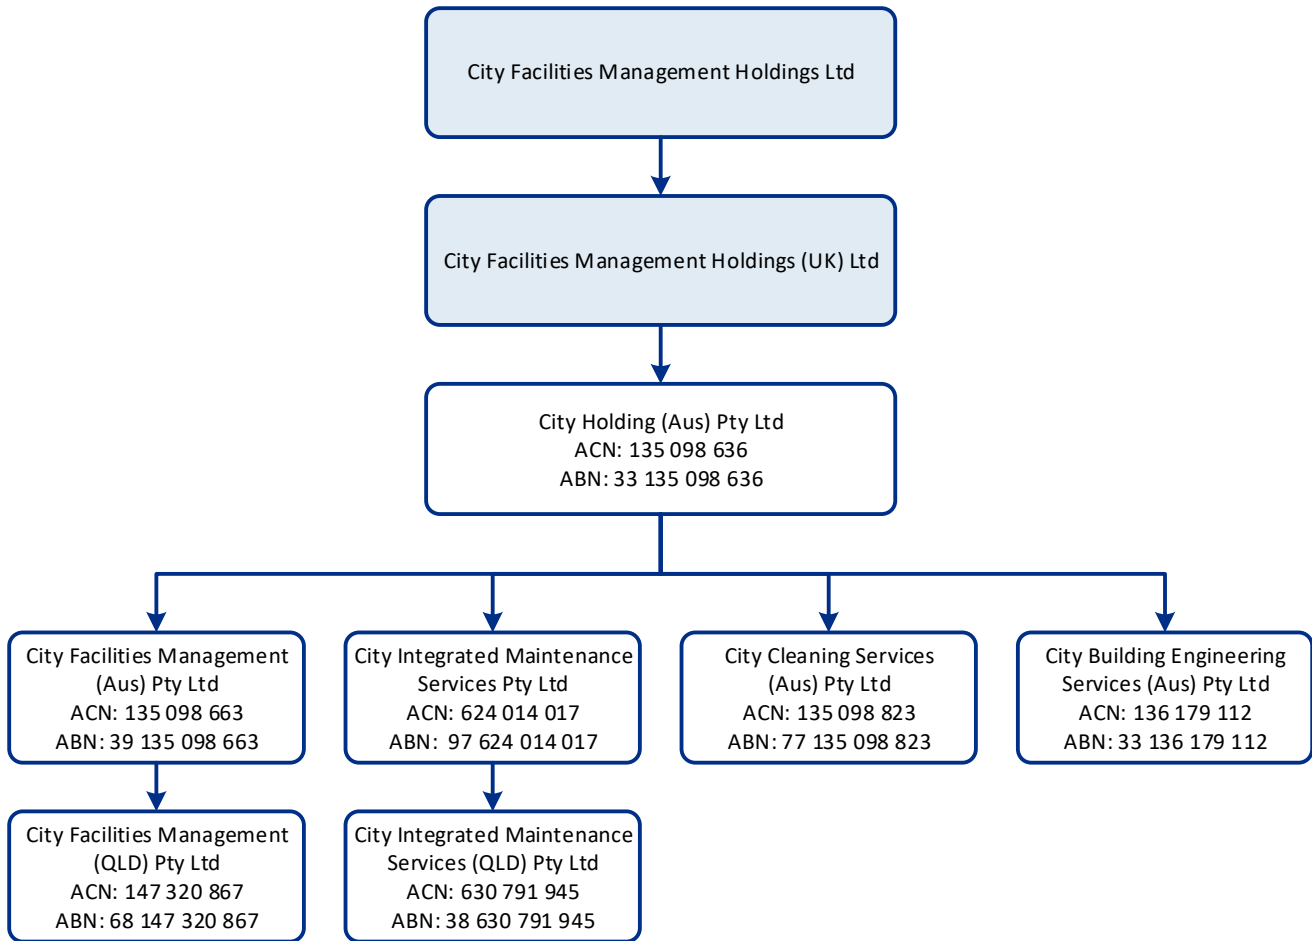 City Facilities Management Holdings Ltd
City Facilities Management Holdings (UK) Ltd
City Holding (Aus) Pty Ltd
ACN: 135 098 636
ABN: 33 135 098 636
City Facilities Management
(Aus) Pty Ltd
ACN: 135 098 663
ABN: 39 135 098 663
City Integrated Maintenance
Services Pty Ltd
ACN: 624 014 017
ABN:  97 624 014 017
City Cleaning Services
(Aus) Pty Ltd
ACN: 135 098 823
ABN: 77 135 098 823
City Building Engineering
Services (Aus) Pty Ltd
ACN: 136 179 112
ABN: 33 136 179 112
City Facilities Management
(QLD) Pty Ltd
ACN: 147 320 867
ABN: 68 147 320 867
City Integrated Maintenance
Services (QLD) Pty Ltd
ACN: 630 791 945
ABN: 38 630 791 945